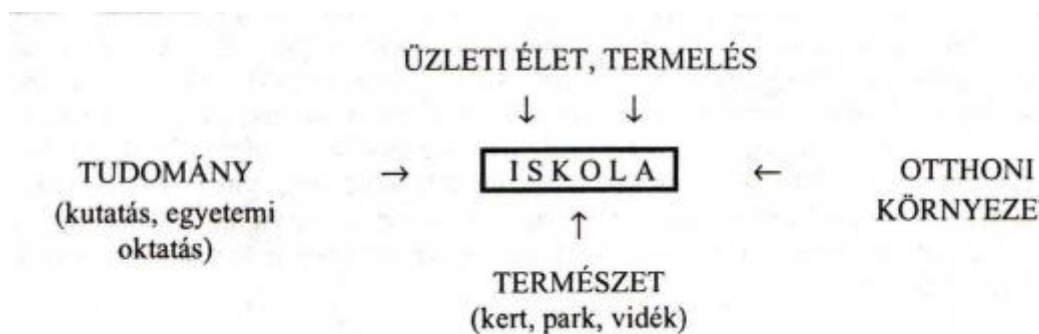 ÜZLETI ÉLET, TERMELÉS
↓ ↓
TUDOMÁNY → ISKOLA ← OTTHONI
(kutatás, egyetemi KÖRNYEZE
oktatás) ↑
TERMÉSZET
(kert, park, vidék)